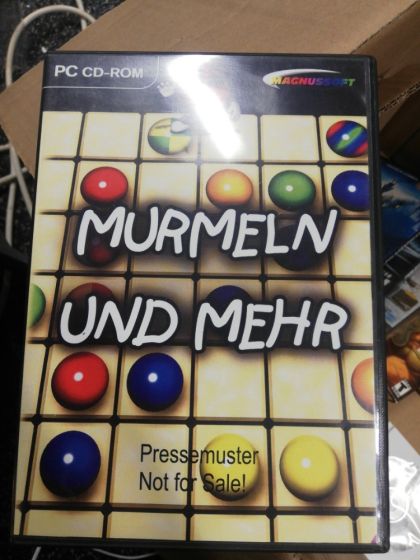 PC CD-ROM
MAGNUSSOFT
MURMELN
UND MEHR
Pressemuster
Not for Sale!